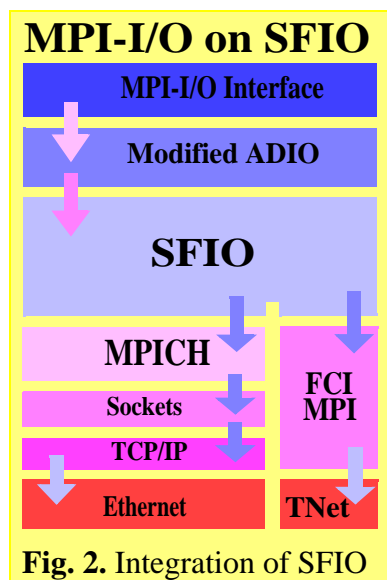 MPI-I/O on SFIO
MPI-I/O Interface
Modified ADIO
SFIO
MPICH
FCI
MPI
Sockets
TCP/IP
Ethernet
TNet
Fig. 2. Integration of SFIO